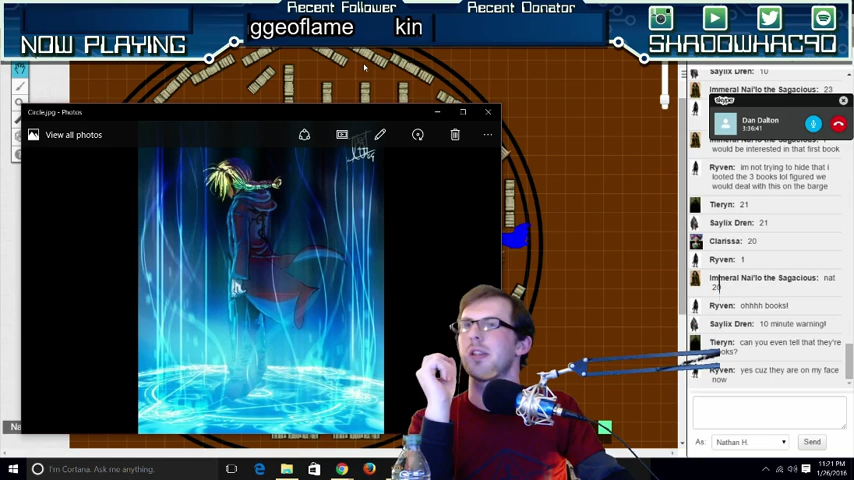 Recent Follower
Recent Donator
NOW PLAYING
ggeoflame
kin
SHADOWHAC90
Saylix Dren: 10
Immeral Nai'lo the Sagacious: 23
Circle.jpg - Photos
View all photos
skype
Dan Dalton
3:36:41
would be interested in that first book
Ryven: im not trying to hide that i
looted the 3 books lol figured we
would deal with this on the barge
Tieryn: 21
Saylix Dren: 21
Clarissa: 20
Ryven: 1
Immeral Nai'lo the Sagacious: nat
20
Ryven: ohhhh books!
Saylix Dren: 10 minute warning!
Tieryn: can you even tell that they're
Ryven: yes cuz they are on my face
now
As:
Nathan H.
Send
I'm Cortana. Ask me anything.
11:21 PM
1/26/2016